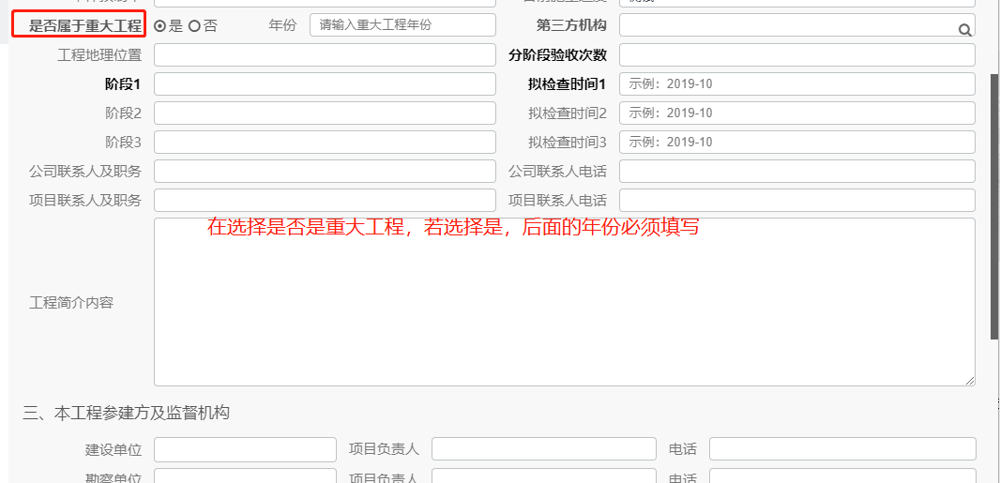 是否属于重大工程 是 否 年份 请输入重大工程年份 第三方机构
工程地理位置 分阶段验收次数
阶段1 拟检查时间1 示例：2019-10
阶段2 拟检查时间2 示例：2019-10
阶段3 拟检查时间3 示例：2019-10
公司联系人及职务 公司联系人电话
项目联系人及职务 项目联系人电话
在选择是否是重大工程，若选择是，后面的年份必须填写
工程简介内容
三、本工程参建方及监督机构
建设单位 项目负责人 电话
勘察单位 项目负责人 电话